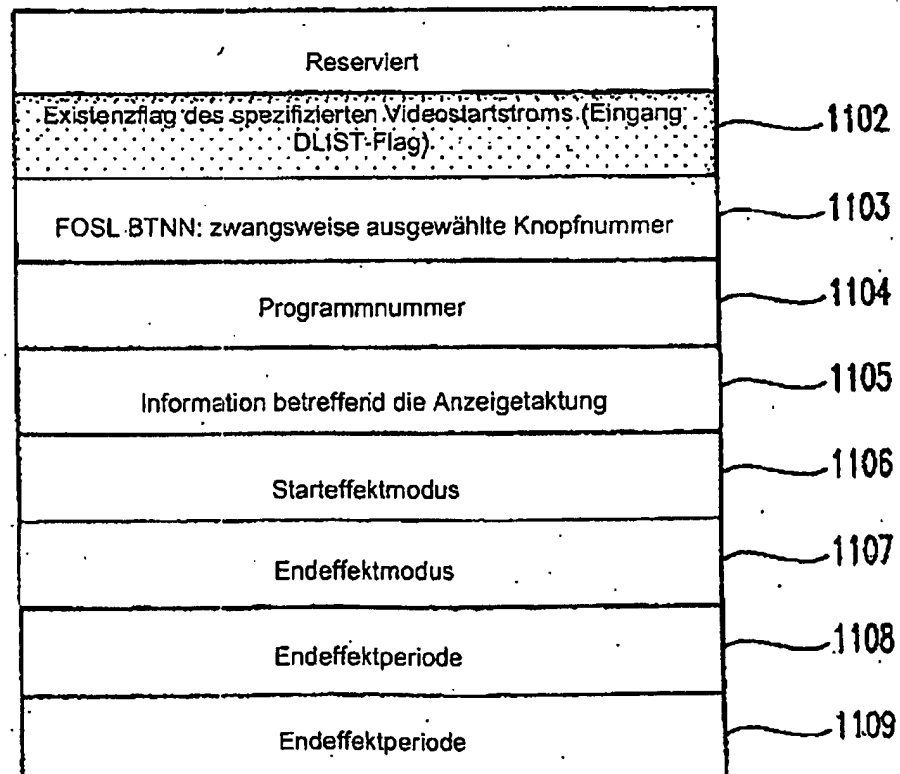 Reserviert
Existenzflag des spezifizierten Videostartstroms (Eingang
DLIST-Flag)
1102
FOSL BTNN: zwangsweise ausgewählte Knopfnummer
1103
Programmnummer
1104
Information betreffend die Anzeigetaktung
1105
Starteffektmodus
1106
Endeffektmodus
1107
Endeffektperiode
1108
Endeffektperiode
1109